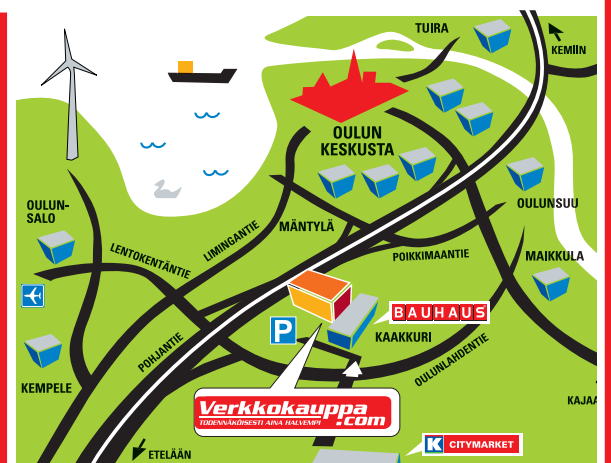 TUIRA
KEMIIN
OULUN
KESKUSTA
OULUN-
SALO
OULUNSUU
LENTOKENTÄNTIE
LIMINGANTIE
MÄNTYLÄ
POIKKIMAANTIE
MAIKKULA
BAUHAUS
P
KAAKKURI
POHJANTIE
OULUNLAHDENTIE
KEMPELE
Verkkokauppa
.com
TODENNÄKÖISESTI AINA HALVEMPI
KAJAA
K CITYMARKET
ETELÄÄN